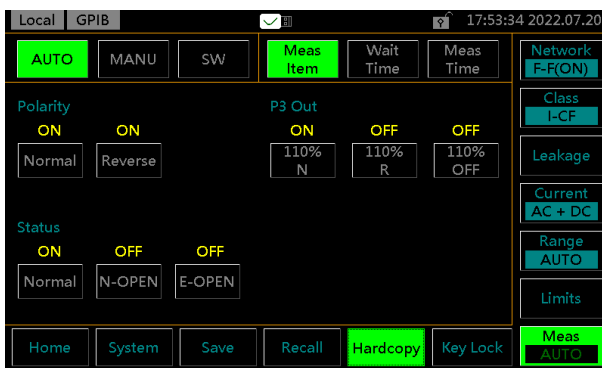 Local GPIB 17:53:34 2022.07.20
AUTO MANU SW Meas Item Wait Time Meas Time
Network
F-F(ON)
Class
I-CF
Leakage
Current
AC + DC
Range
AUTO
Limits
Meas
AUTO
Polarity
ON ON
Normal Reverse
P3 Out
ON OFF OFF
110% N 110% R 110% OFF
Status
ON OFF OFF
Normal N-OPEN E-OPEN
Home System Save Recall Hardcopy Key Lock